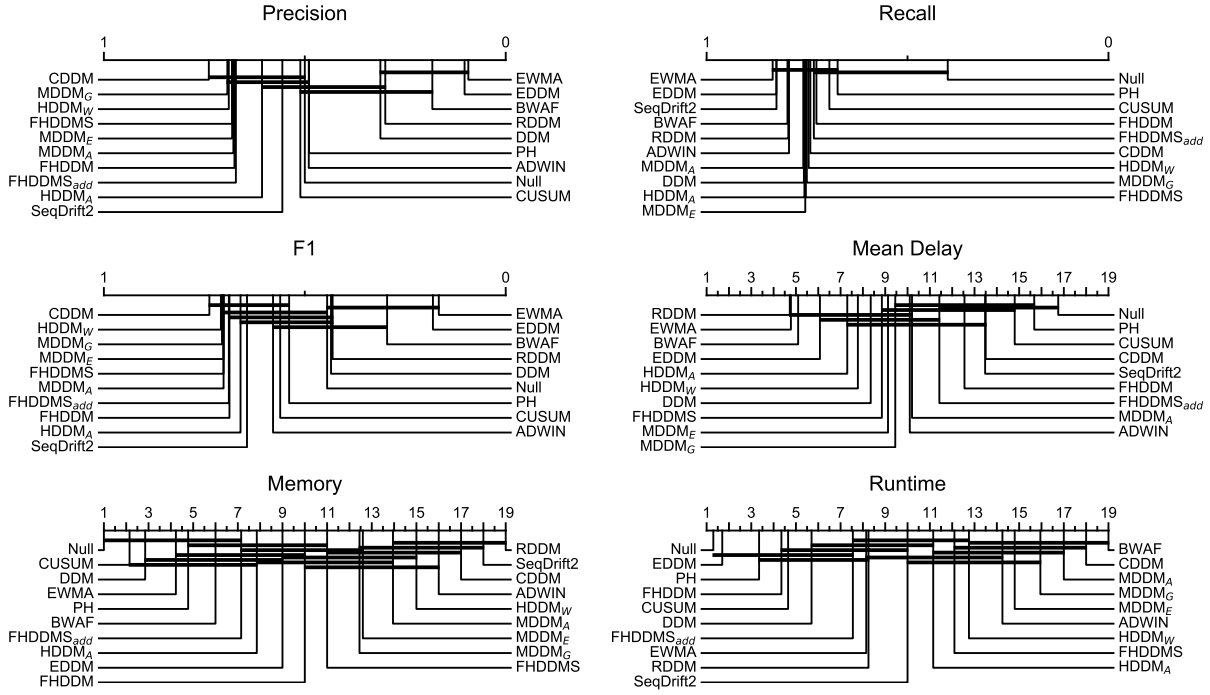 Precision
1 0
CDDM EWMA
MDDM_G EDDM
HDDM_W BWAF
FHDDMS RDDM
MDDM_E DDM
MDDM_A PH
FHDDM ADWIN
FHDDMS_add Null
HDDM_A CUSUM
SeqDrift2
Recall
1 0
EWMA Null
EDDM PH
SeqDrift2 CUSUM
BWAF FHDDM
RDDM FHDDMS_add
ADWIN CDDM
MDDM_A HDDM_W
DDM MDDM_G
HDDM_A FHDDMS
MDDM_E
F1
1 0
CDDM EWMA
HDDM_W EDDM
MDDM_G BWAF
MDDM_E RDDM
FHDDMS DDM
MDDM_A Null
FHDDMS_add PH
FHDDM CUSUM
HDDM_A ADWIN
SeqDrift2
Mean Delay
1 3 5 7 9 11 13 15 17 19
RDDM Null
EWMA PH
BWAF CUSUM
EDDM CDDM
HDDM_A SeqDrift2
HDDM_W FHDDM
DDM FHDDMS_add
FHDDMS MDDM_A
MDDM_E ADWIN
MDDM_G
Memory
1 3 5 7 9 11 13 15 17 19
Null RDDM
CUSUM SeqDrift2
DDM CDDM
EWMA ADWIN
PH HDDM_W
BWAF MDDM_A
FHDDMS_add MDDM_E
HDDM_A MDDM_G
EDDM FHDDMS
FHDDM
Runtime
1 3 5 7 9 11 13 15 17 19
Null BWAF
EDDM CDDM
PH MDDM_A
FHDDM MDDM_G
CUSUM MDDM_E
DDM ADWIN
FHDDMS_add HDDM_W
EWMA FHDDMS
RDDM HDDM_A
SeqDrift2